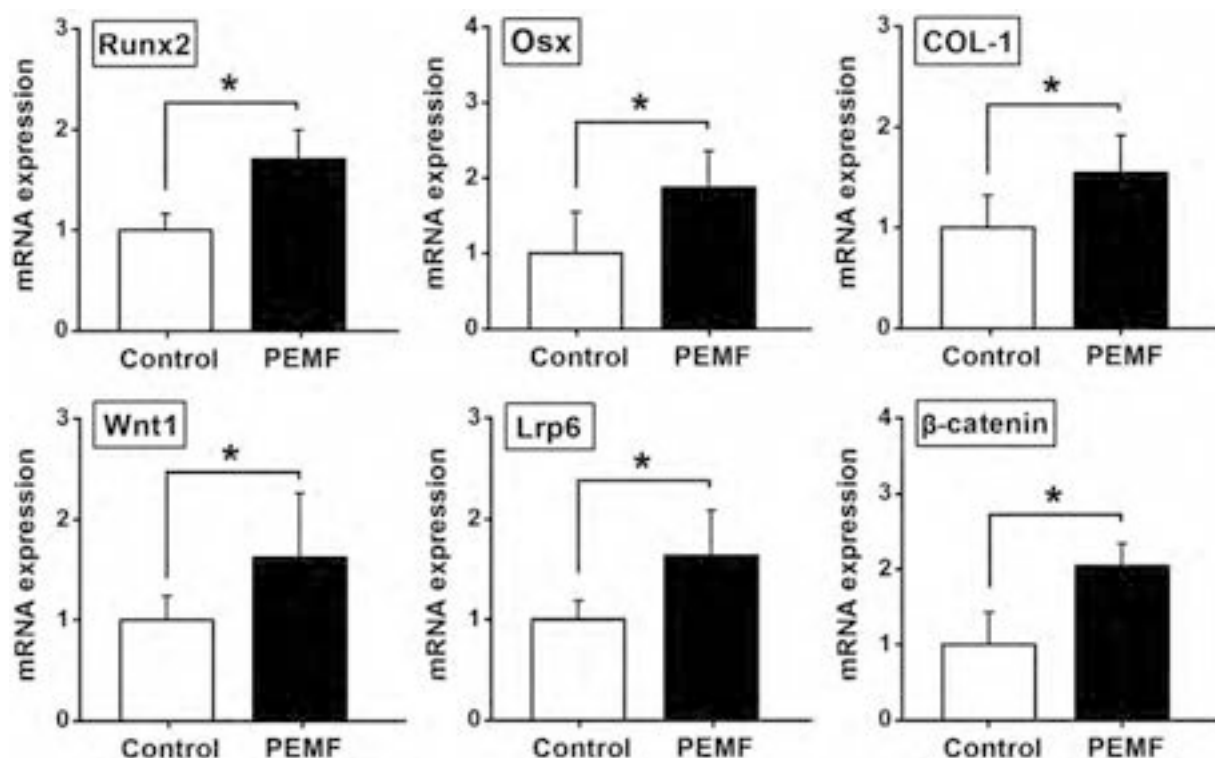 Runx2
mRNA expression
3
2
1
0
*
Control PEMF
Osx
mRNA expression
4
3
2
1
0
*
Control PEMF
COL-1
mRNA expression
3
2
1
0
*
Control PEMF
Wnt1
mRNA expression
3
2
1
0
*
Control PEMF
Lrp6
mRNA expression
3
2
1
0
*
Control PEMF
β-catenin
mRNA expression
4
3
2
1
0
*
Control PEMF